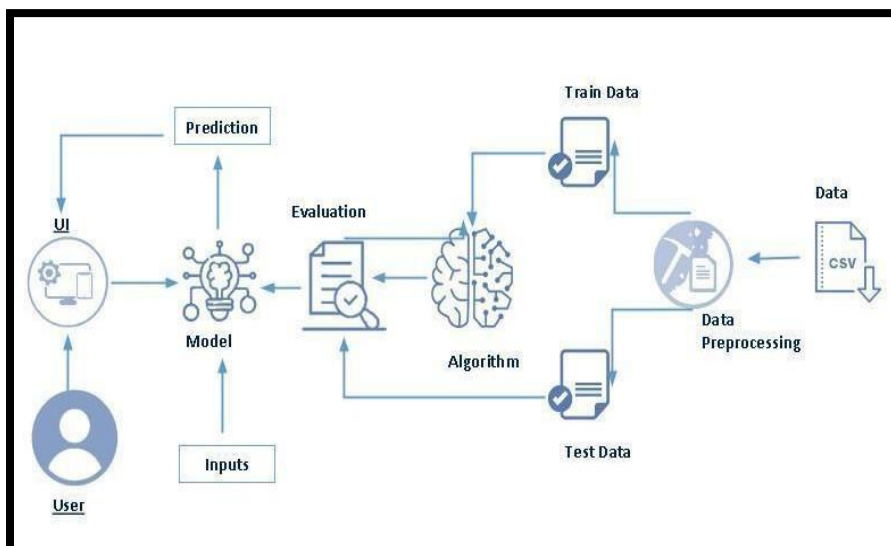 Train Data
Prediction
Data
UI
Evaluation
CSV
Model
Algorithm
Data
Preprocessing
Inputs
Test Data
User